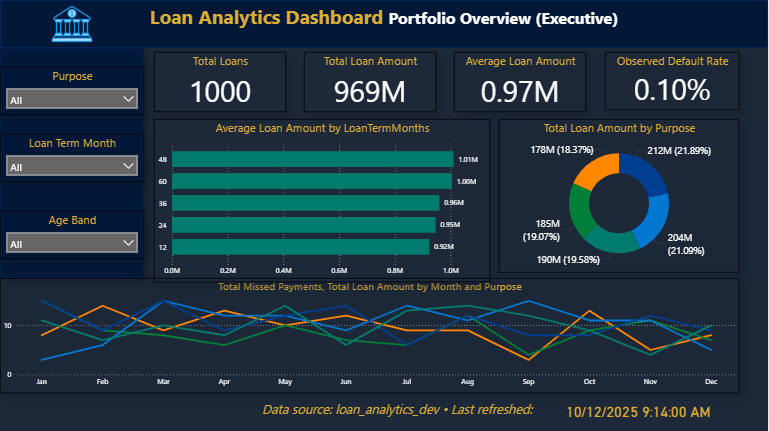 Loan Analytics Dashboard Portfolio Overview (Executive)
Purpose
All
Loan Term Month
All
Age Band
All
Total Loans
1000
Total Loan Amount
969M
Average Loan Amount
0.97M
Observed Default Rate
0.10%
Average Loan Amount by LoanTermMonths
48 1.01M
60 1.00M
36 0.96M
24 0.95M
12 0.92M
0.0M 0.2M 0.4M 0.6M 0.8M 1.0M
Total Loan Amount by Purpose
178M (18.37%)
212M (21.89%)
185M
(19.07%)
204M
(21.09%)
190M (19.58%)
Total Missed Payments, Total Loan Amount by Month and Purpose
10
0
Jan Feb Mar Apr May Jun Jul Aug Sep Oct Nov Dec
Data source: loan_analytics_dev • Last refreshed:
10/12/2025 9:14:00 AM